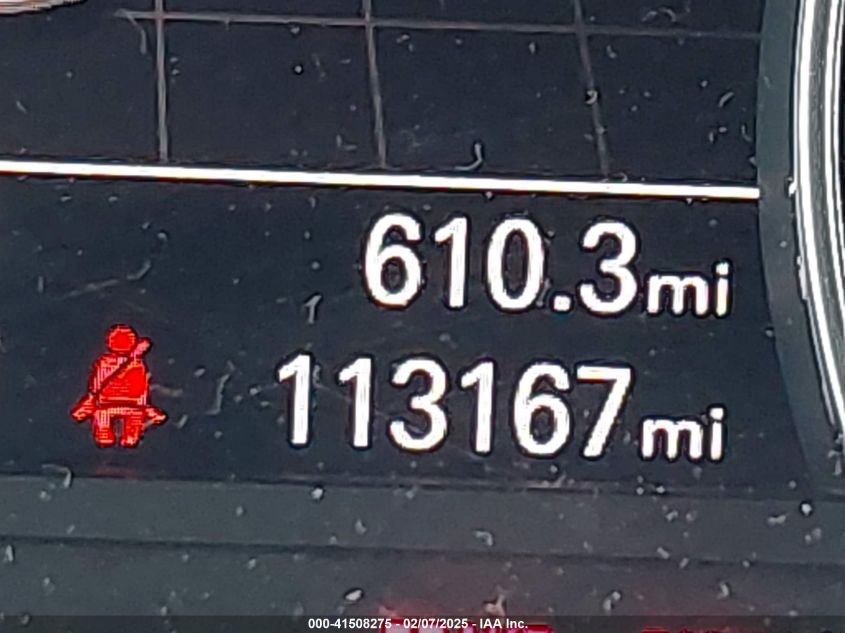 610.3mi
113167mi
000-41508275 - 02/07/2025 - IAA Inc.